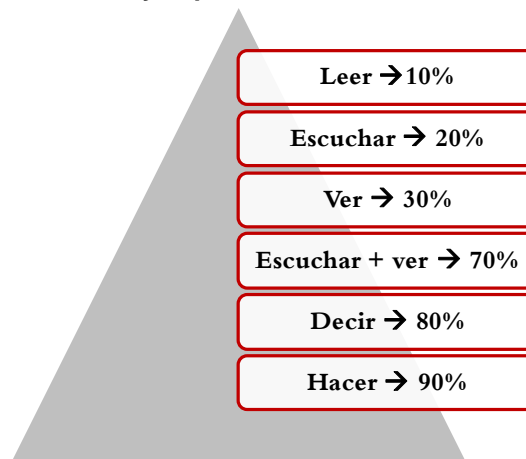 Leer → 10%
Escuchar → 20%
Ver → 30%
Escuchar + ver → 70%
Decir → 80%
Hacer → 90%